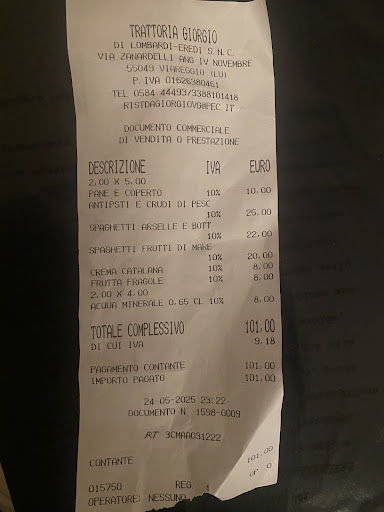 TRATTORIA GIORGIO
DI LOMBARDI-EREDI S.N.C.
VIA ZANARDELLI ANG IV NOVEMBRE
55049 VIAREGGIO (LU)
P. IVA 01626380461
TEL 0584 44493/3388101418
RISTDAGIORGIOVG@PEC.IT
DOCUMENTO COMMERCIALE
DI VENDITA O PRESTAZIONE
DESCRIZIONE IVA EURO
2,00 X 5,00
PANE E COPERTO 10% 10,00
ANTIPSTI E CRUDI DI PESC
10% 25,00
SPAGHETTI ARSELLE E BOTT
10% 22,00
SPAGHETTI FRUTTI DI MARE
10% 20,00
CREMA CATALANA 10% 8,00
FRUTTA FRAGOLE 10% 8,00
2,00 X 4,00
ACQUA MINERALE 0.65 CL 10% 8,00
TOTALE COMPLESSIVO 101,00
DI CUI IVA 9,18
PAGAMENTO CONTANTE 101,00
IMPORTO PAGATO 101,00
24-05-2025 23:22
DOCUMENTO N 1598-0009
RT 3CMAA031222
CONTANTE 101,00
015750 REG 1 OP 0
OPERATORE: NESSUNO